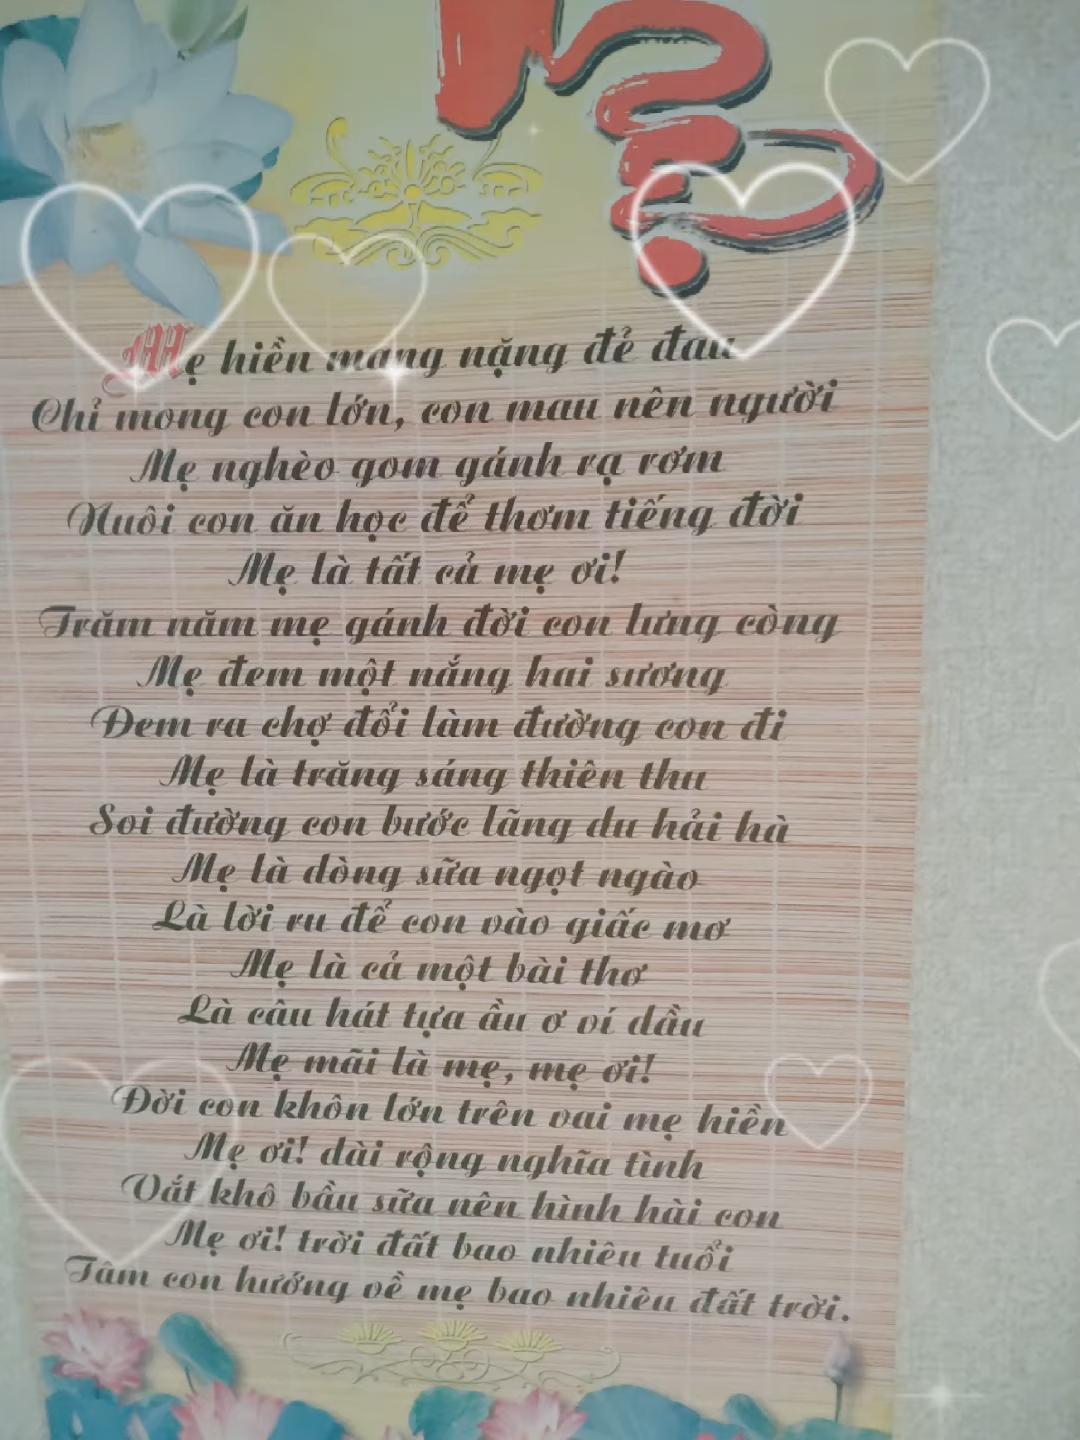 Mẹ
Mẹ hiền mang nặng đẻ đau
Chỉ mong con lớn, con mau nên người
Mẹ nghèo gom gánh rạ rơm
Nuôi con ăn học để thơm tiếng đời
Mẹ là tất cả mẹ ơi!
Trăm năm mẹ gánh đời con lưng còng
Mẹ đem một nắng hai sương
Đem ra chợ đổi làm đường con đi
Mẹ là trăng sáng thiên thu
Soi đường con bước lãng du hải hà
Mẹ là dòng sữa ngọt ngào
Là lời ru để con vào giấc mơ
Mẹ là cả một bài thơ
Là câu hát tựa ầu ơ ví dầu
Mẹ mãi là mẹ, mẹ ơi!
Đời con khôn lớn trên vai mẹ hiền
Mẹ ơi! dài rộng nghĩa tình
Vắt khô bầu sữa nên hình hài con
Mẹ ơi! trời đất bao nhiêu tuổi
Tâm con hướng về mẹ bao nhiêu đất trời.